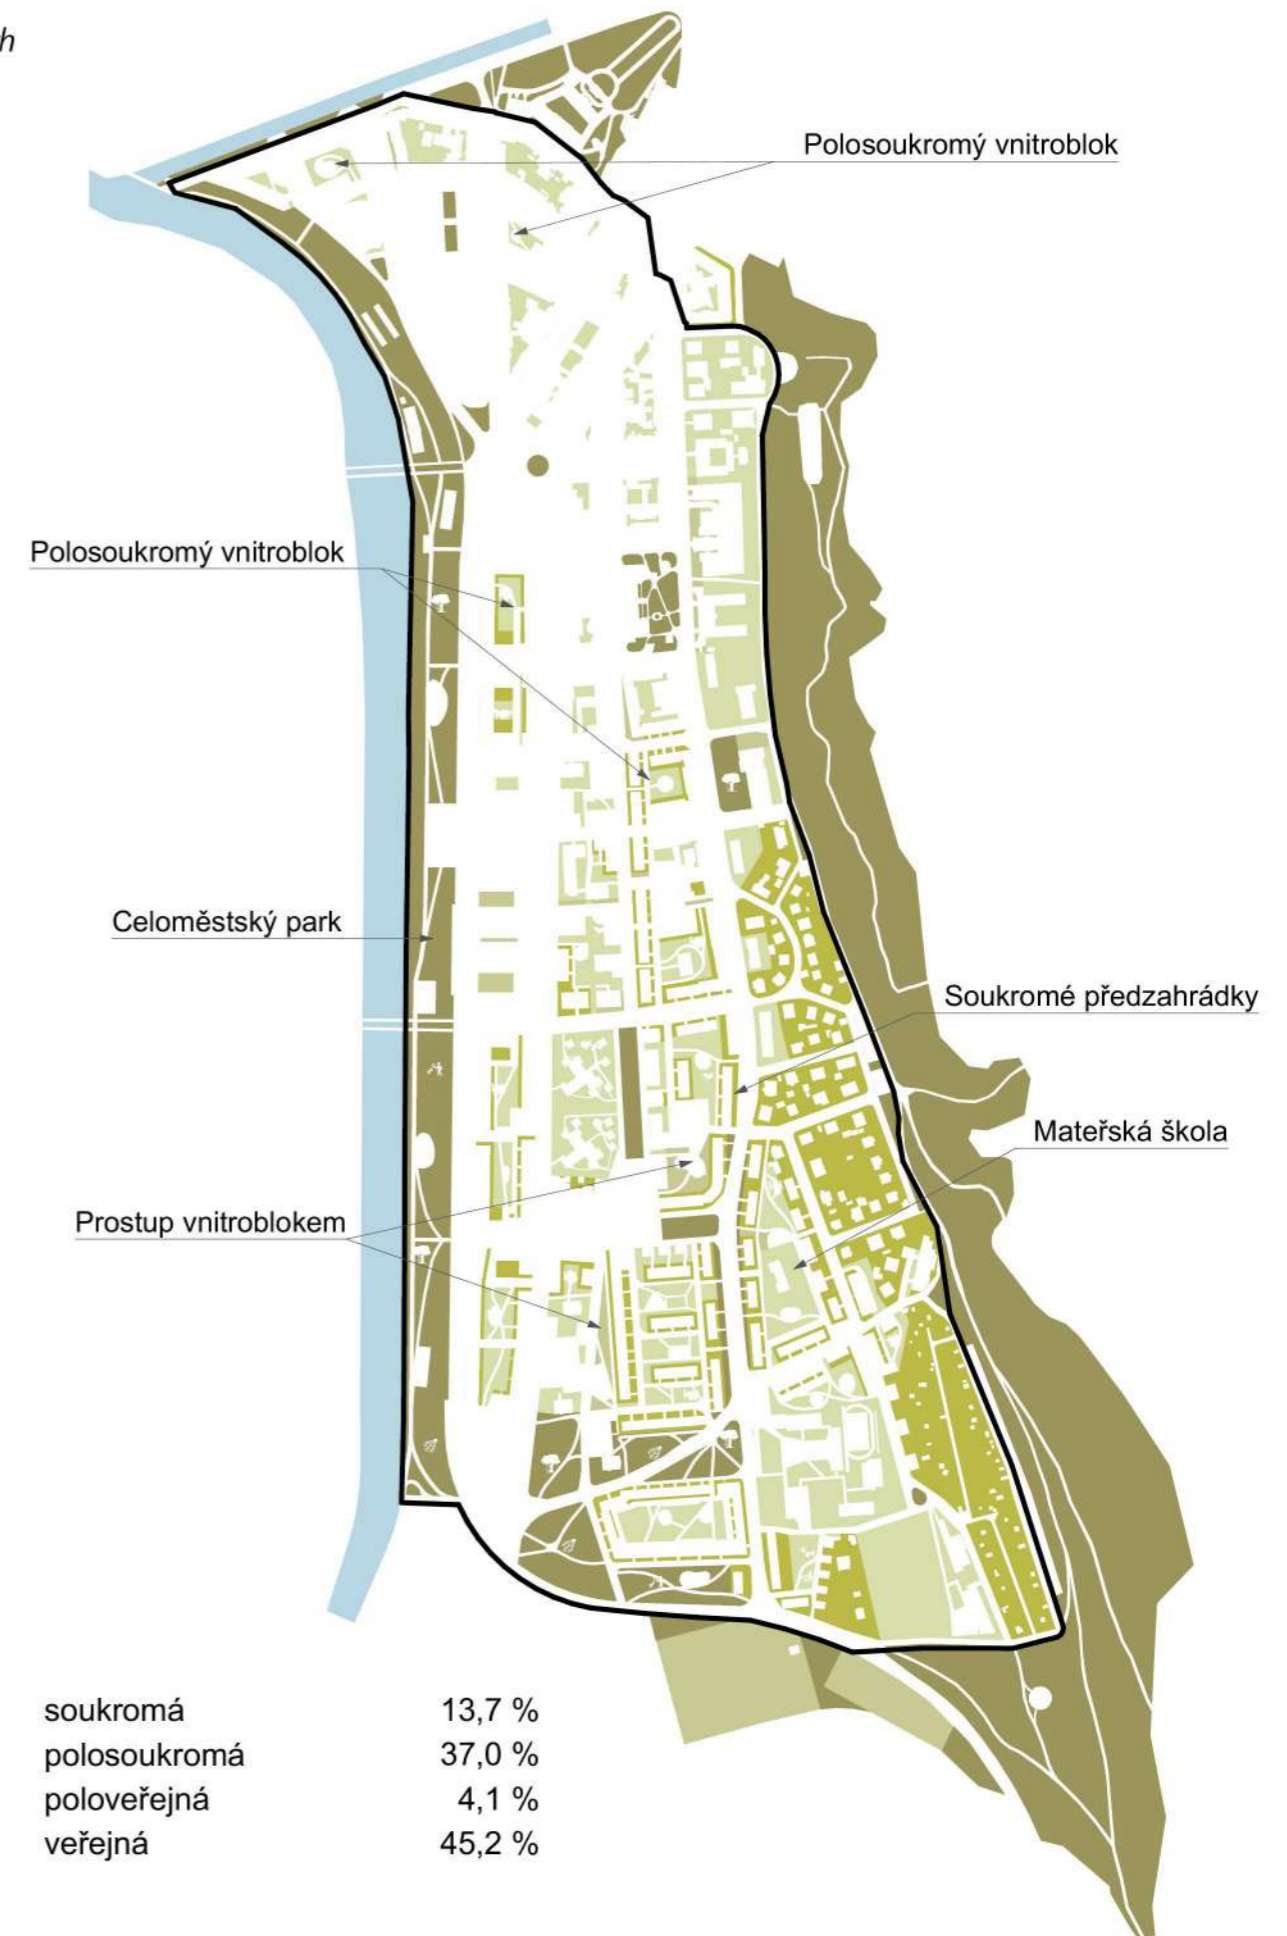 Polosoukromý vnitroblok
Polosoukromý vnitroblok
Celoměstský park
Soukromé předzahrádky
Mateřská škola
Prostup vnitroblokem
soukromá 13,7 %
polosoukromá 37,0 %
poloveřejná 4,1 %
veřejná 45,2 %